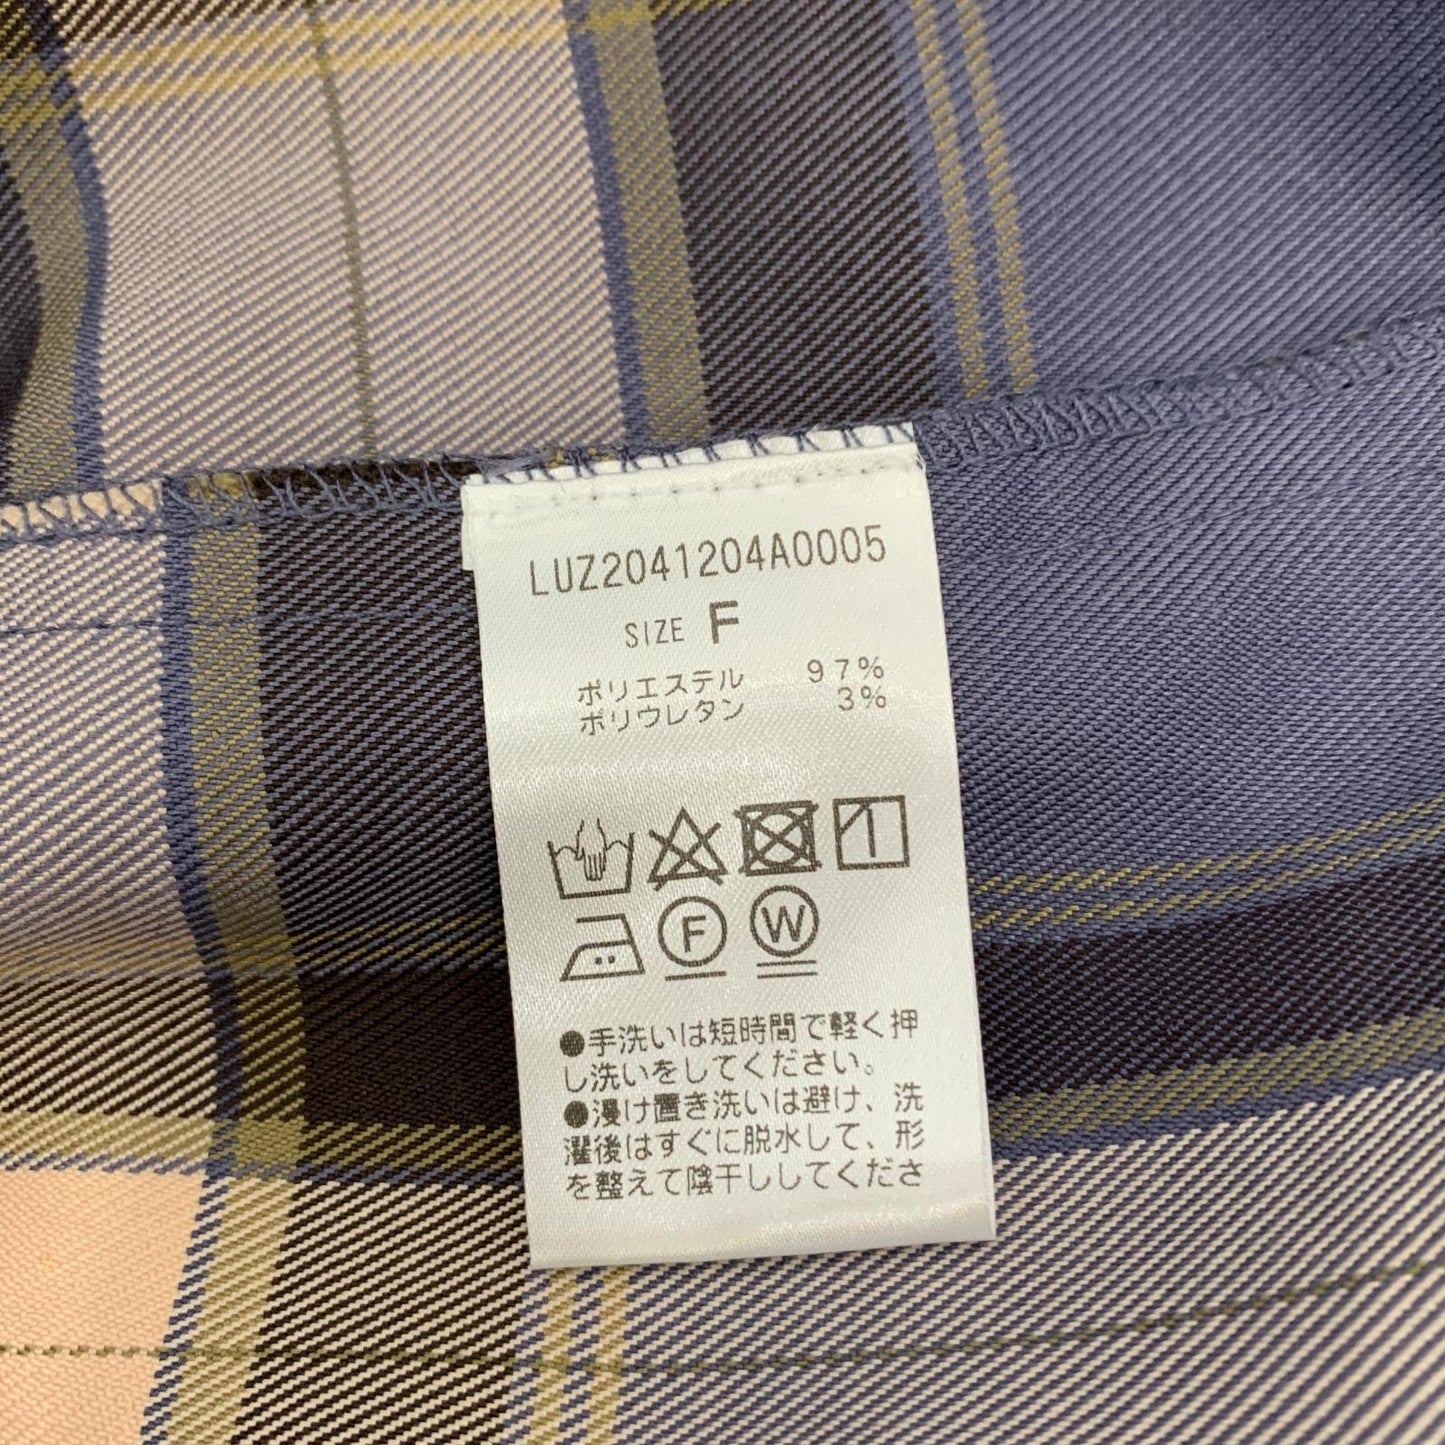 LUZ2041204A0005
SIZE F
ポリエステル 97%
ポリウレタン 3%
F W
●手洗いは短時間で軽く押
し洗いをしてください。
●浸け置き洗いは避け、洗
濯後はすぐに脱水して、形
を整えて陰干ししてくださ